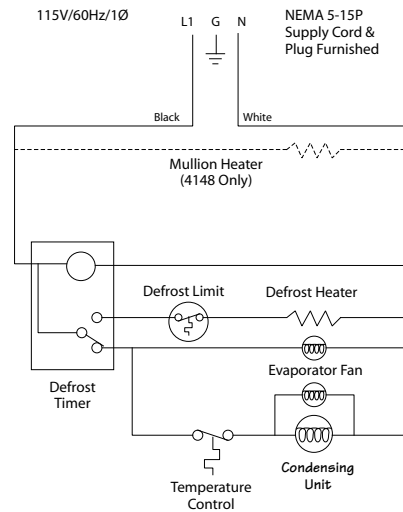 115V/60Hz/1Ø
L1 G N
NEMA 5-15P
Supply Cord &
Plug Furnished
Black
White
Mullion Heater
(4148 Only)
Defrost Limit
Defrost Heater
Evaporator Fan
Defrost
Timer
Condensing
Unit
Temperature
Control